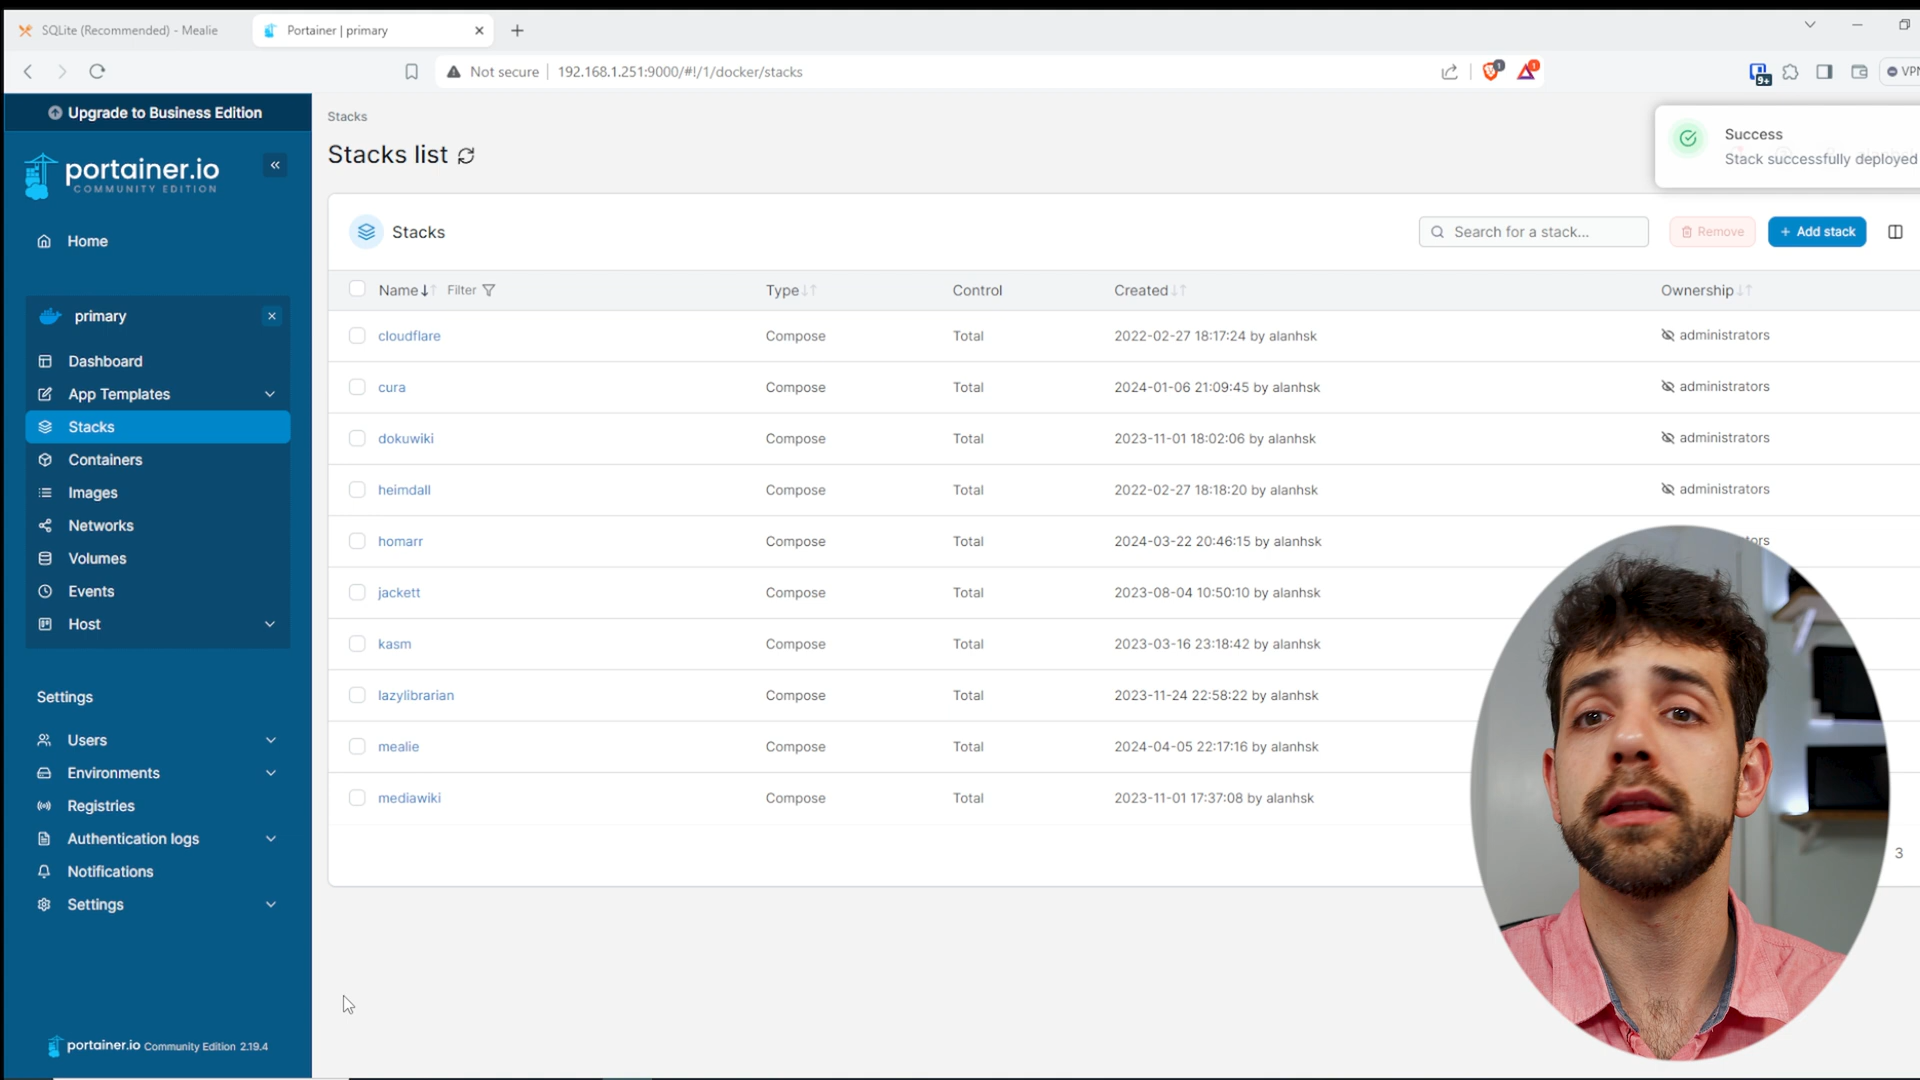 SQLite (Recommended) - Mealie
Portainer | primary
Not secure
192.168.1.251:9000/#!/1/docker/stacks
1
1
9+
Upgrade to Business Edition
portainer.io
COMMUNITY EDITION
Home
primary
Dashboard
App Templates
Stacks
Containers
Images
Networks
Volumes
Events
Host
Settings
Users
Environments
Registries
Authentication logs
Notifications
Settings
portainer.io Community Edition 2.19.4
Stacks
Stacks list
Success
Stack successfully deployed
Stacks
Search for a stack...
Remove
+ Add stack
Name Filter Type Control Created Ownership
cloudflare Compose Total 2022-02-27 18:17:24 by alanhsk administrators
cura Compose Total 2024-01-06 21:09:45 by alanhsk administrators
dokuwiki Compose Total 2023-11-01 18:02:06 by alanhsk administrators
heimdall Compose Total 2022-02-27 18:18:20 by alanhsk administrators
homarr Compose Total 2024-03-22 20:46:15 by alanhsk
jackett Compose Total 2023-08-04 10:50:10 by alanhsk
kasm Compose Total 2023-03-16 23:18:42 by alanhsk
lazylibrarian Compose Total 2023-11-24 22:58:22 by alanhsk
mealie Compose Total 2024-04-05 22:17:16 by alanhsk
mediawiki Compose Total 2023-11-01 17:37:08 by alanhsk
3